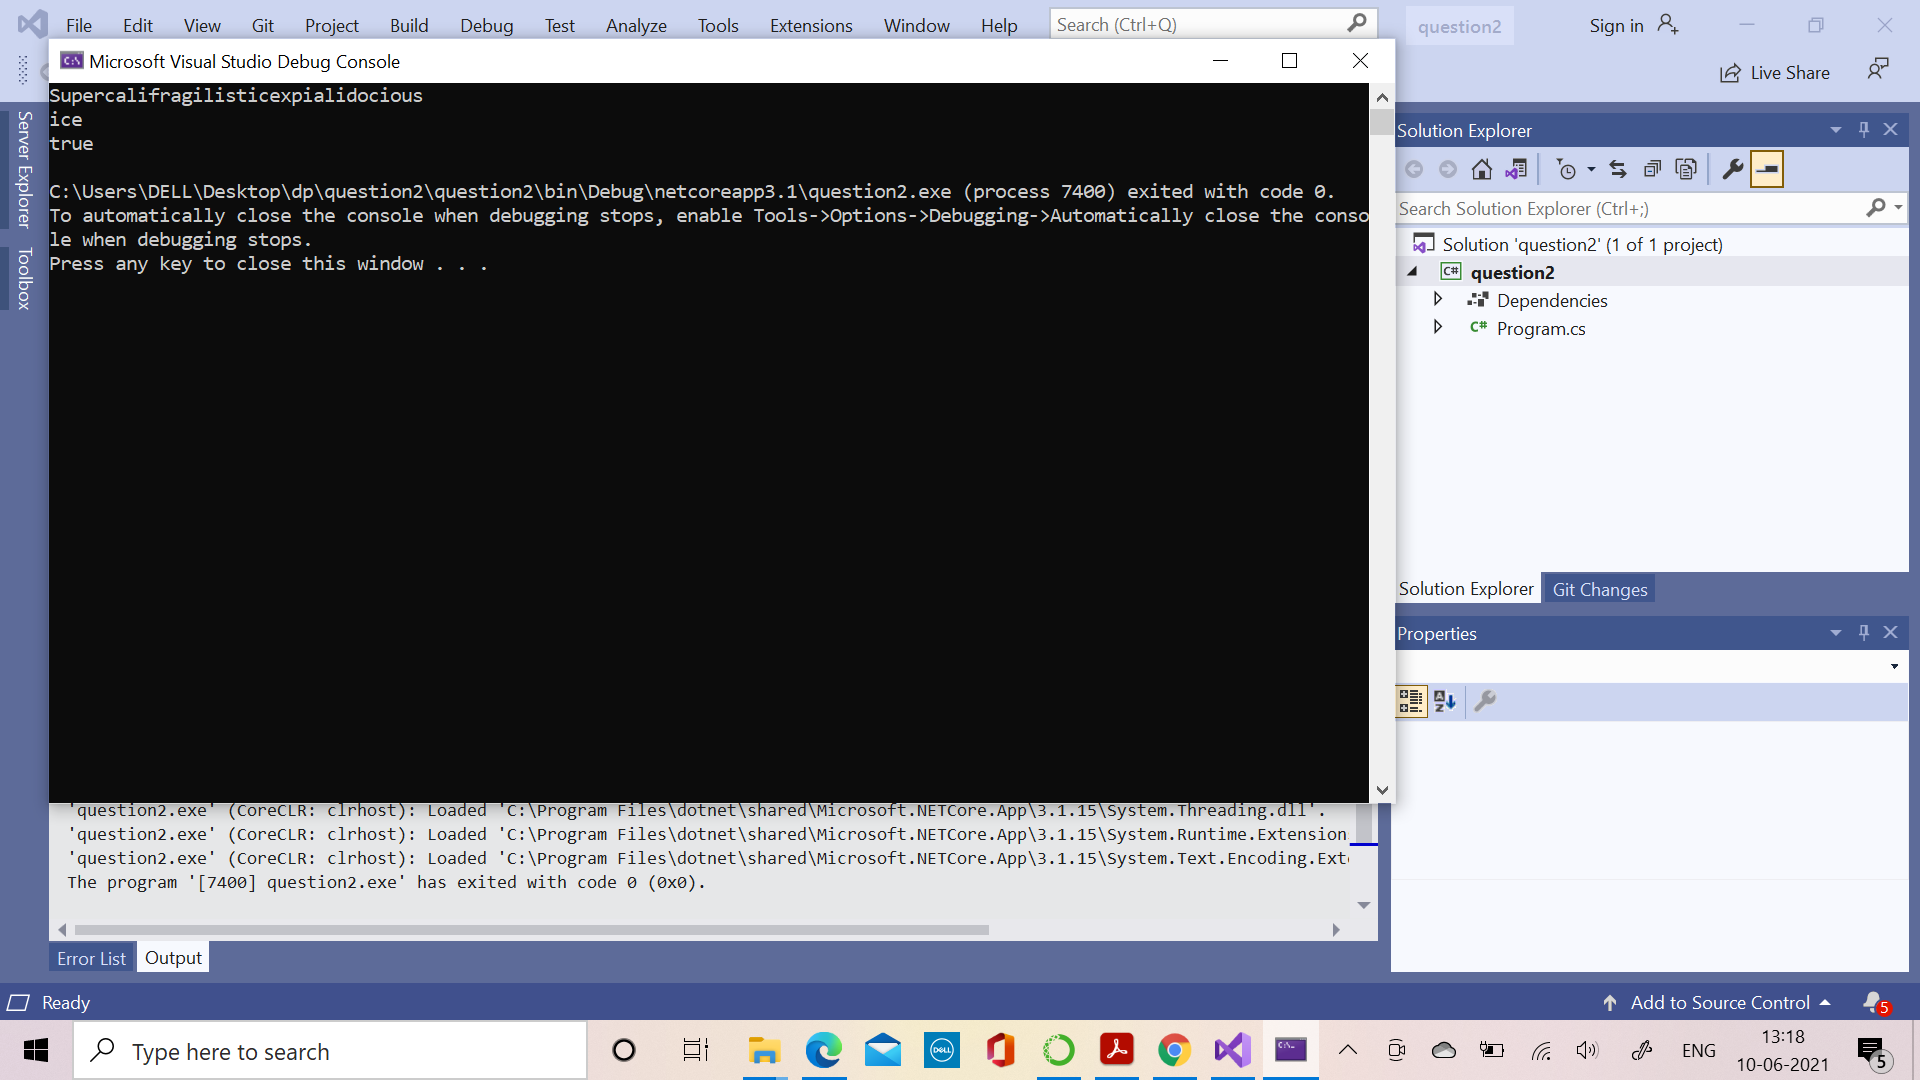 File Edit View Git Project Build Debug Test Analyze Tools Extensions Window Help Search (Ctrl+Q) question2 Sign in
Live Share
Microsoft Visual Studio Debug Console
Supercalifragilisticexpialidocious
ice
true
C:\Users\DELL\Desktop\dp\question2\question2\bin\Debug\netcoreapp3.1\question2.exe (process 7400) exited with code 0.
To automatically close the console when debugging stops, enable Tools->Options->Debugging->Automatically close the conso
le when debugging stops.
Press any key to close this window . . .
Server Explorer
Toolbox
Solution Explorer
Search Solution Explorer (Ctrl+;)
Solution 'question2' (1 of 1 project)
C# question2
Dependencies
C# Program.cs
Solution Explorer Git Changes
Properties
'question2.exe' (CoreCLR: clrhost): Loaded 'C:\Program Files\dotnet\shared\Microsoft.NETCore.App\3.1.15\System.Threading.dll'.
'question2.exe' (CoreCLR: clrhost): Loaded 'C:\Program Files\dotnet\shared\Microsoft.NETCore.App\3.1.15\System.Runtime.Extension
'question2.exe' (CoreCLR: clrhost): Loaded 'C:\Program Files\dotnet\shared\Microsoft.NETCore.App\3.1.15\System.Text.Encoding.Ext
The program '[7400] question2.exe' has exited with code 0 (0x0).
Error List Output
Ready
Add to Source Control 5
Type here to search
DELL
ENG
13:18
10-06-2021
5